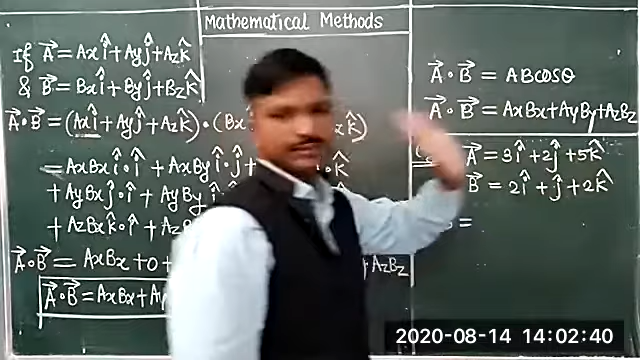 Mathematical Methods
If A⃗ = Axî + Ayĵ + Azk̂
& B⃗ = Bxî + Byĵ + Bzk̂
A⃗∘B⃗ = (Axî + Ayĵ + Azk̂)·(Bx k̂)
= AxBx î∘î + AxBy î∘ĵ + ∘k̂
+ AyBx ĵ∘î + AyBy
+ AzBx k̂∘î +
A⃗∘B⃗ = AxBx + 0 + + AzBz
A⃗∘B⃗ = AxBx +
A⃗∘B⃗ = ABcosθ
A⃗∘B⃗ = AxBx + AyBy + AzBz
A⃗ = 3î + 2ĵ + 5k̂
B⃗ = 2î + ĵ + 2k̂
=
2020-08-14 14:02:40